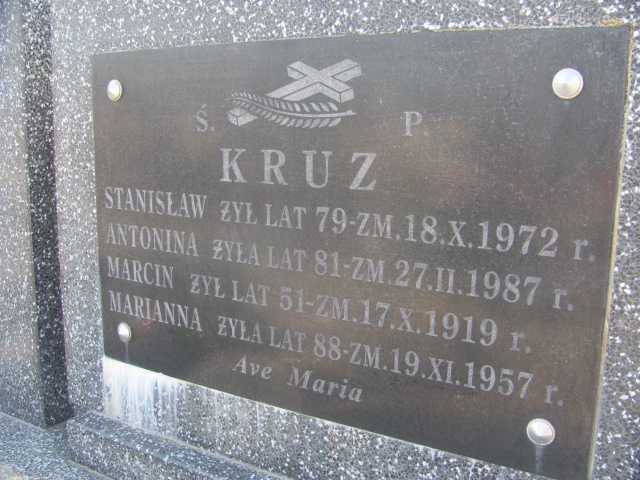 Ś. P.
KRUZ
STANISŁAW ŻYŁ LAT 79-ZM.18.X.1972 r.
ANTONINA ŻYŁA LAT 81-ZM.27.II.1987 r.
MARCIN ŻYŁ LAT 51-ZM.17.X.1919 r.
MARIANNA ŻYŁA LAT 88-ZM.19.XI.1957 r.
Ave Maria